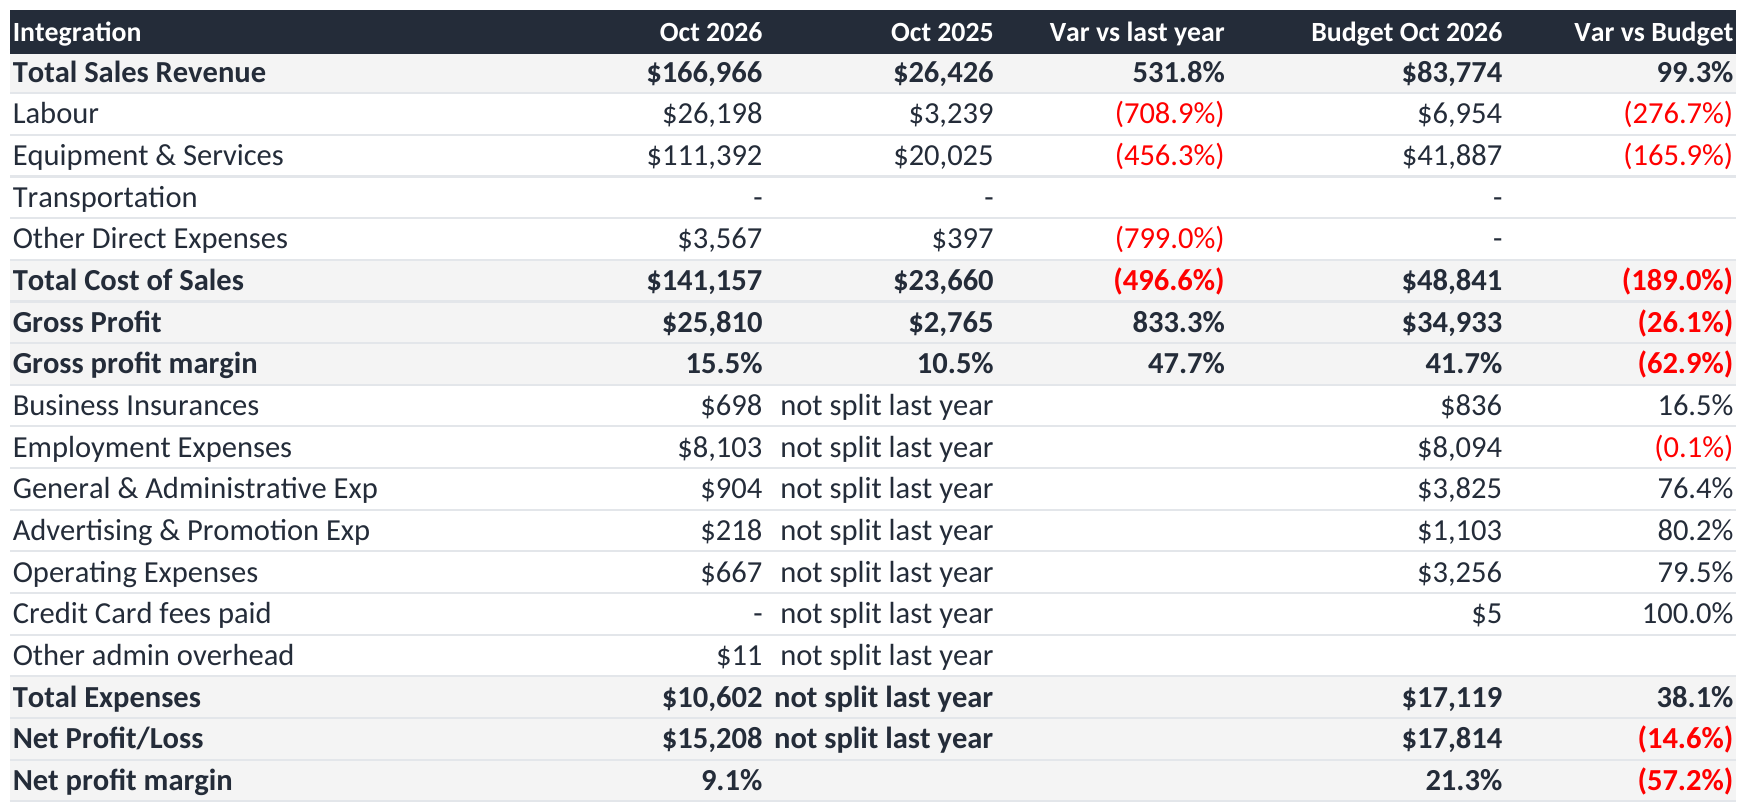 Integration Oct 2026 Oct 2025 Var vs last year Budget Oct 2026 Var vs Budget
Total Sales Revenue $166,966 $26,426 531.8% $83,774 99.3%
Labour $26,198 $3,239 (708.9%) $6,954 (276.7%)
Equipment & Services $111,392 $20,025 (456.3%) $41,887 (165.9%)
Transportation - - -
Other Direct Expenses $3,567 $397 (799.0%) -
Total Cost of Sales $141,157 $23,660 (496.6%) $48,841 (189.0%)
Gross Profit $25,810 $2,765 833.3% $34,933 (26.1%)
Gross profit margin 15.5% 10.5% 47.7% 41.7% (62.9%)
Business Insurances $698 not split last year $836 16.5%
Employment Expenses $8,103 not split last year $8,094 (0.1%)
General & Administrative Exp $904 not split last year $3,825 76.4%
Advertising & Promotion Exp $218 not split last year $1,103 80.2%
Operating Expenses $667 not split last year $3,256 79.5%
Credit Card fees paid - not split last year $5 100.0%
Other admin overhead $11 not split last year
Total Expenses $10,602 not split last year $17,119 38.1%
Net Profit/Loss $15,208 not split last year $17,814 (14.6%)
Net profit margin 9.1% 21.3% (57.2%)